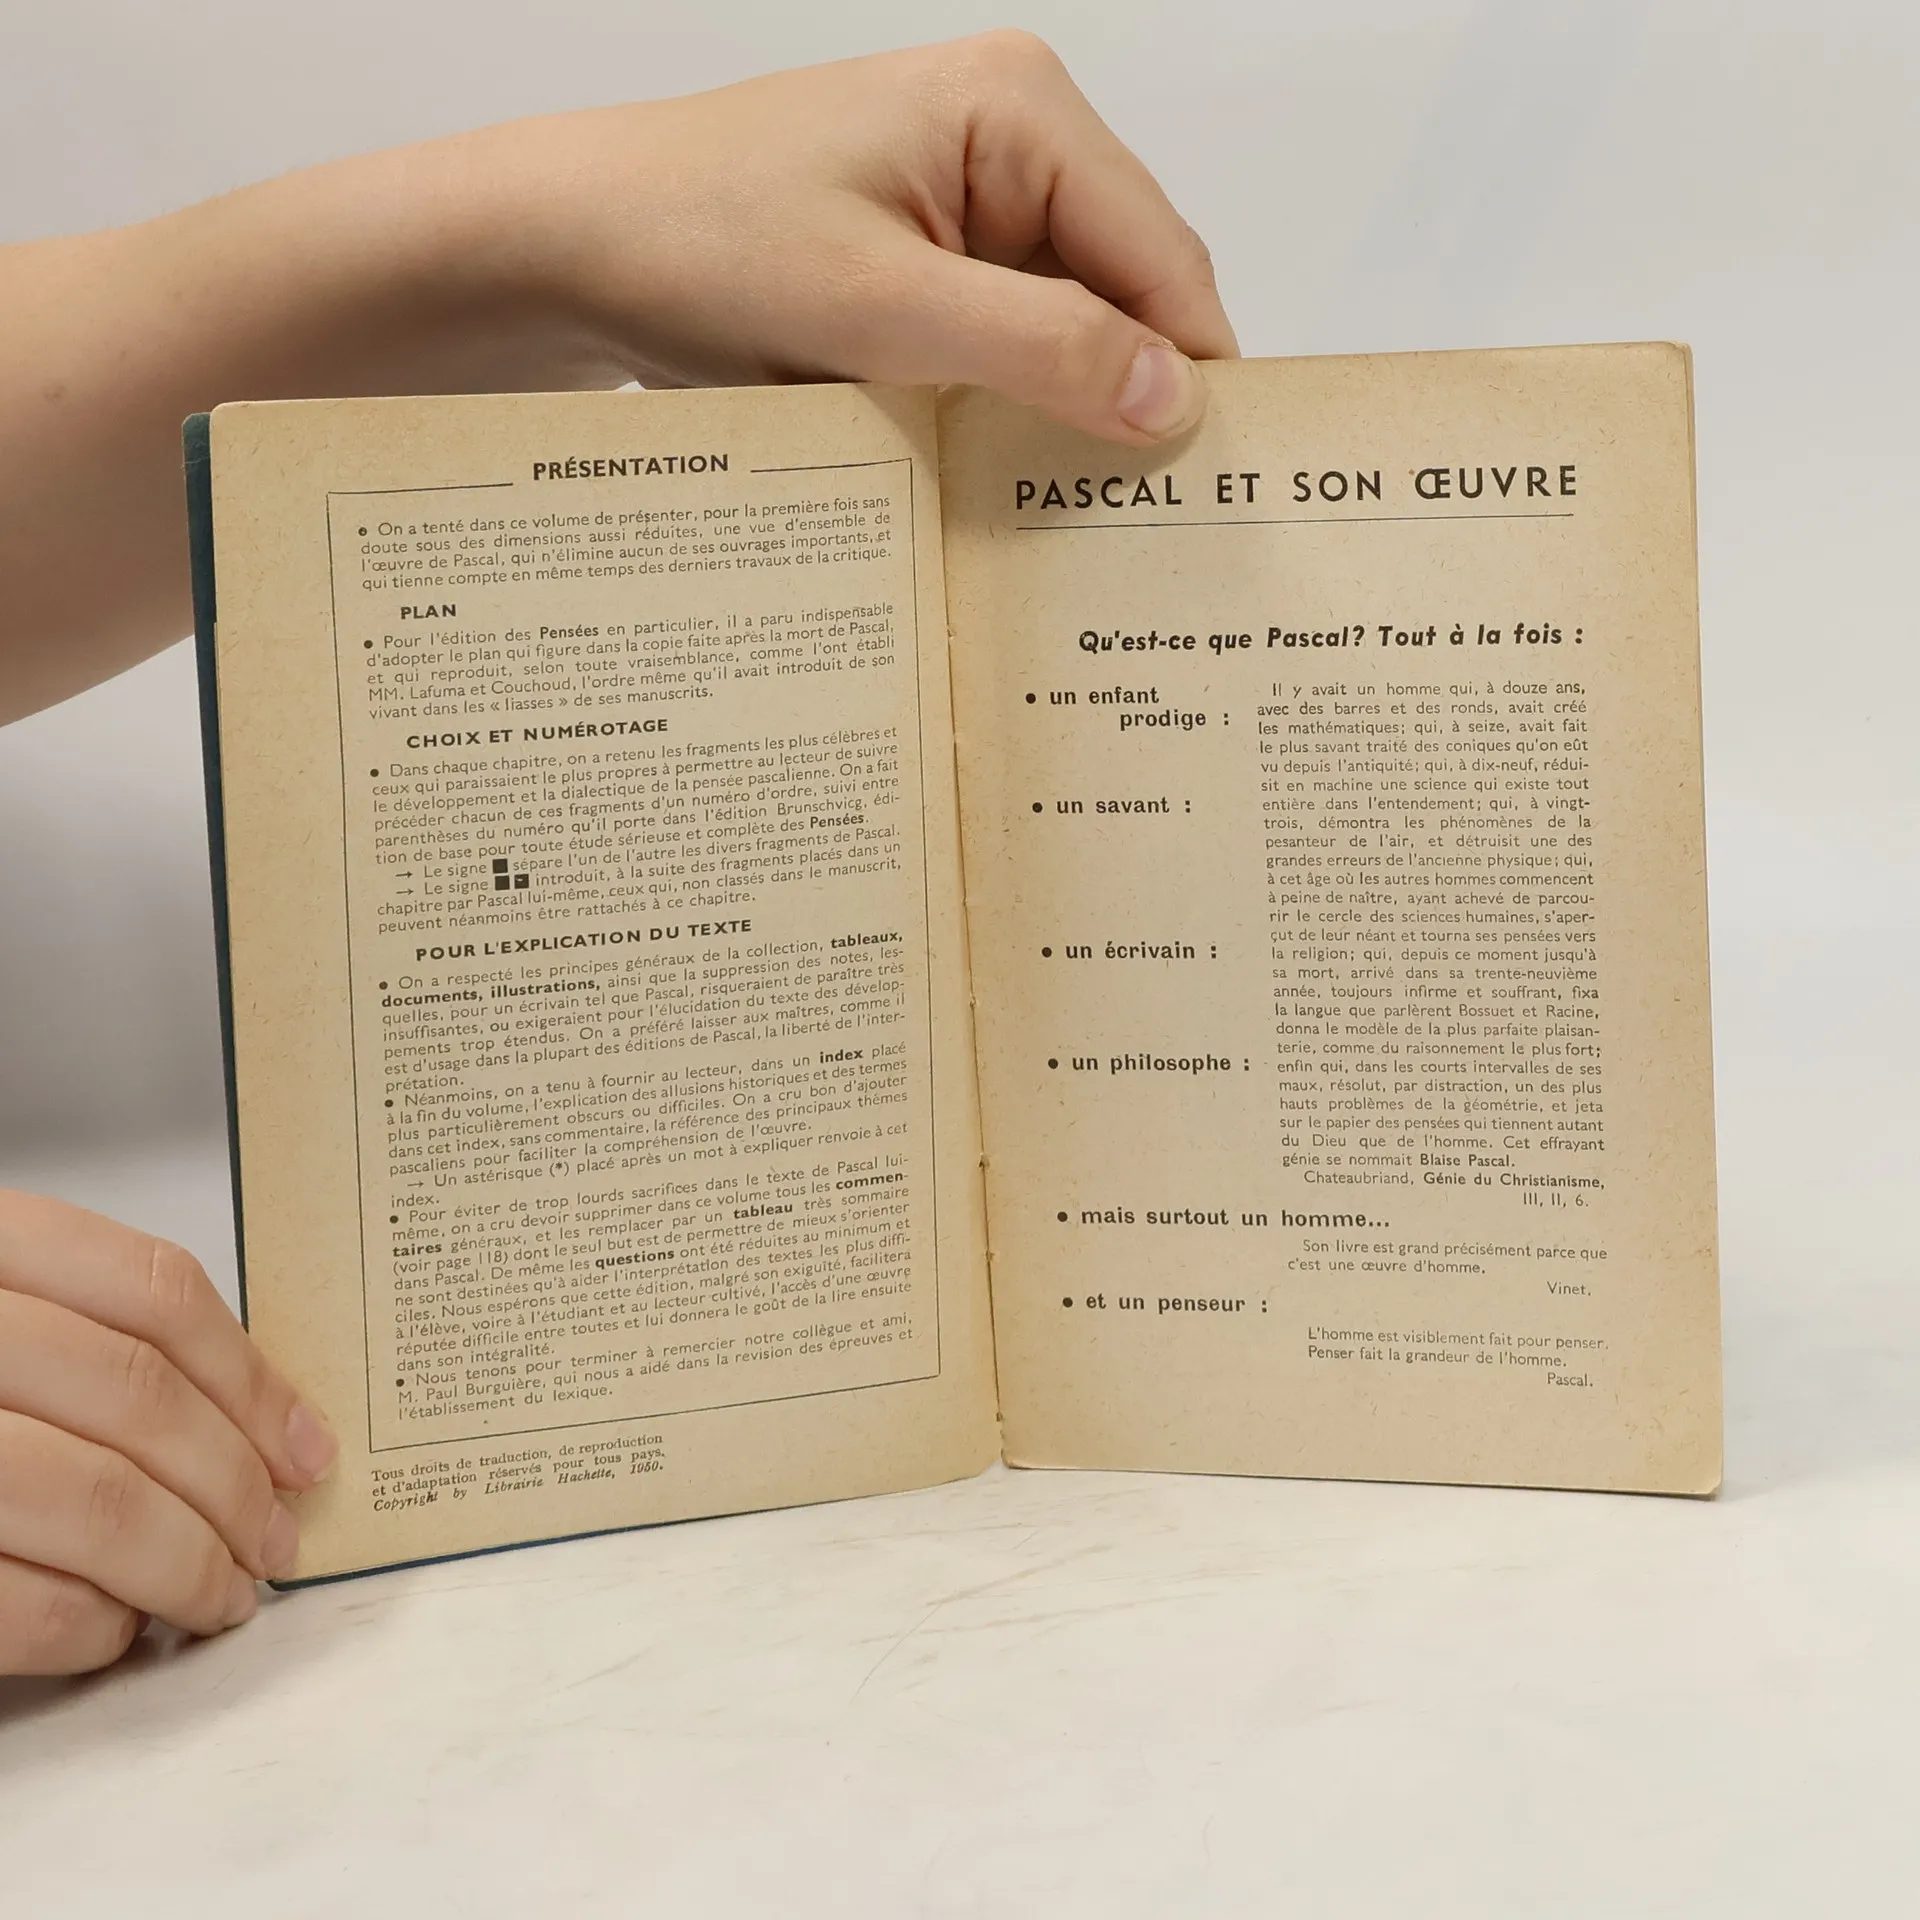 PRÉSENTATION
● On a tenté dans ce volume de présenter, pour la première fois sans
doute sous des dimensions aussi réduites, une vue d'ensemble de
l'œuvre de Pascal, qui n'élimine aucun de ses ouvrages importants, et
qui tienne compte en même temps des derniers travaux de la critique.
PLAN
● Pour l'édition des Pensées en particulier, il a paru indispensable
d'adopter le plan qui figure dans la copie faite après la mort de Pascal,
et qui reproduit, selon toute vraisemblance, comme l'ont établi
MM. Lafuma et Couchoud, l'ordre même qu'il avait introduit de son
vivant dans les « liasses » de ses manuscrits.
CHOIX ET NUMÉROTAGE
● Dans chaque chapitre, on a retenu les fragments les plus célèbres et
ceux qui paraissaient le plus propres à permettre au lecteur de suivre
le développement et la dialectique de la pensée pascalienne. On a fait
précéder chacun de ces fragments d'un numéro d'ordre, suivi entre
parenthèses du numéro qu'il porte dans l'édition Brunschvicg, édi-
tion de base pour toute étude sérieuse et complète des Pensées.
→ Le signe ■ sépare l'un de l'autre les divers fragments de Pascal.
→ Le signe ■ ■ introduit, à la suite des fragments placés dans un
chapitre par Pascal lui-même, ceux qui, non classés dans le manuscrit,
peuvent néanmoins être rattachés à ce chapitre.
POUR L'EXPLICATION DU TEXTE
● On a respecté les principes généraux de la collection, tableaux,
documents, illustrations, ainsi que la suppression des notes, les-
quelles, pour un écrivain tel que Pascal, risqueraient de paraître très
insuffisantes, ou exigeraient pour l'élucidation du texte des dévelop-
pements trop étendus. On a préféré laisser aux maîtres, comme il
est d'usage dans la plupart des éditions de Pascal, la liberté de l'inter-
prétation.
● Néanmoins, on a tenu à fournir au lecteur, dans un index placé
à la fin du volume, l'explication des allusions historiques et des termes
plus particulièrement obscurs ou difficiles. On a cru bon d'ajouter
dans cet index, sans commentaire, la référence des principaux thèmes
pascaliens pour faciliter la compréhension de l'œuvre.
→ Un astérisque (*) placé après un mot à expliquer renvoie à cet
index.
● Pour éviter de trop lourds sacrifices dans le texte de Pascal lui-
même, on a cru devoir supprimer dans ce volume tous les commen-
taires généraux, et les remplacer par un tableau très sommaire
(voir page 118) dont le seul but est de permettre de mieux s'orienter
dans Pascal. De même les questions ont été réduites au minimum et
ne sont destinées qu'à aider l'interprétation des textes les plus diffi-
ciles. Nous espérons que cette édition, malgré son exiguïté, facilitera
à l'élève, voire à l'étudiant et au lecteur cultivé, l'accès d'une œuvre
réputée difficile entre toutes et lui donnera le goût de la lire ensuite
dans son intégralité.
● Nous tenons pour terminer à remercier notre collègue et ami,
M. Paul Burguière, qui nous a aidé dans la revision des épreuves et
l'établissement du lexique.
Tous droits de traduction, de reproduction
et d'adaptation réservés pour tous pays.
Copyright by Librairie Hachette, 1950.
PASCAL ET SON ŒUVRE
Qu'est-ce que Pascal? Tout à la fois :
● un enfant
prodige :
● un savant :
● un écrivain :
● un philosophe :
Il y avait un homme qui, à douze ans,
avec des barres et des ronds, avait créé
les mathématiques; qui, à seize, avait fait
le plus savant traité des coniques qu'on eût
vu depuis l'antiquité; qui, à dix-neuf, rédui-
sit en machine une science qui existe tout
entière dans l'entendement; qui, à vingt-
trois, démontra les phénomènes de la
pesanteur de l'air, et détruisit une des
grandes erreurs de l'ancienne physique; qui,
à cet âge où les autres hommes commencent
à peine de naître, ayant achevé de parcou-
rir le cercle des sciences humaines, s'aper-
çut de leur néant et tourna ses pensées vers
la religion; qui, depuis ce moment jusqu'à
sa mort, arrivé dans sa trente-neuvième
année, toujours infirme et souffrant, fixa
la langue que parlèrent Bossuet et Racine,
donna le modèle de la plus parfaite plaisan-
terie, comme du raisonnement le plus fort;
enfin qui, dans les courts intervalles de ses
maux, résolut, par distraction, un des plus
hauts problèmes de la géométrie, et jeta
sur le papier des pensées qui tiennent autant
du Dieu que de l'homme. Cet effrayant
génie se nommait Blaise Pascal.
Chateaubriand, Génie du Christianisme,
III, II, 6.
● mais surtout un homme...
Son livre est grand précisément parce que
c'est une œuvre d'homme.
Vinet.
● et un penseur :
L'homme est visiblement fait pour penser.
Penser fait la grandeur de l'homme.
Pascal.